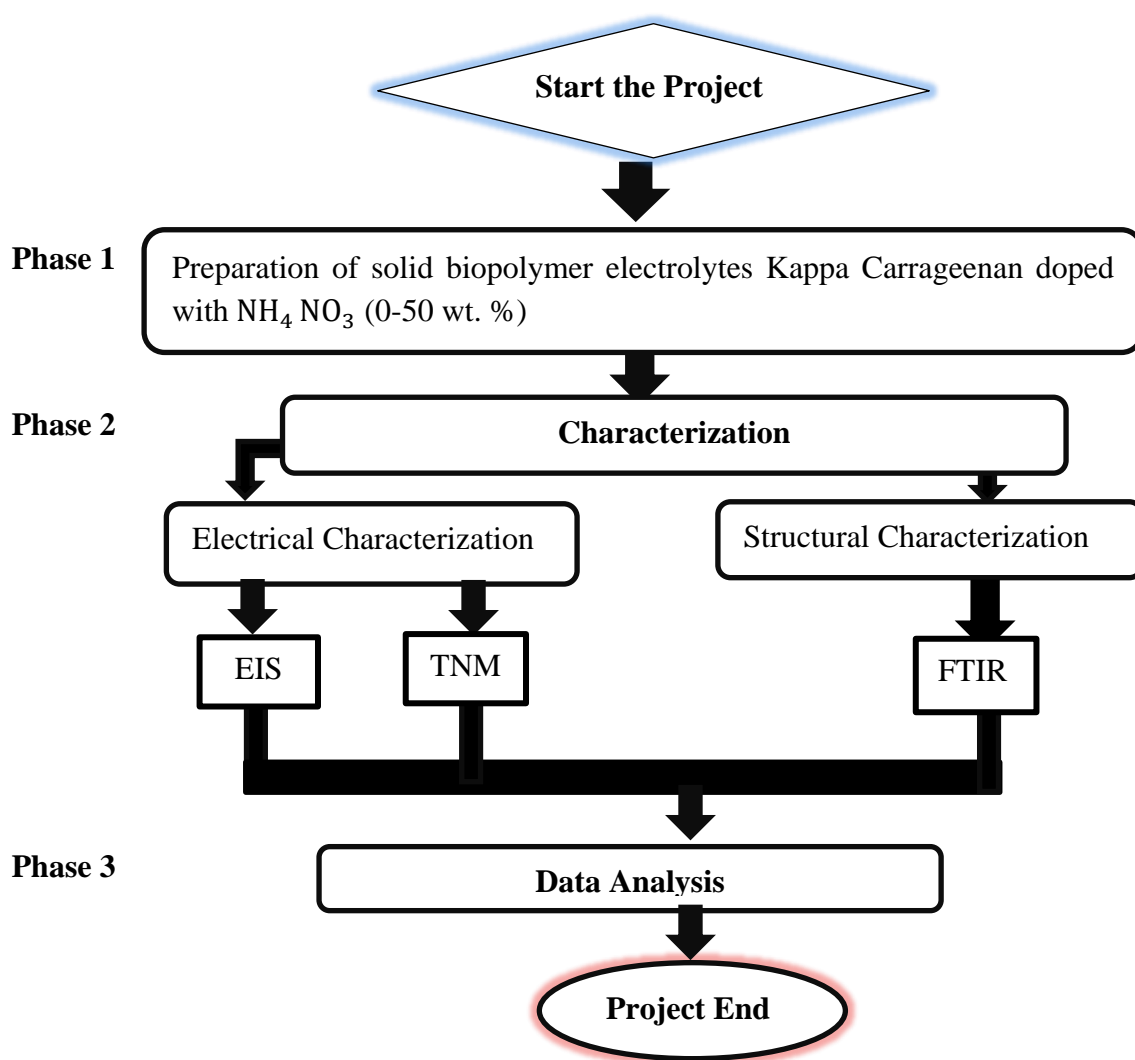 Start the Project
Phase 1
Preparation of solid biopolymer electrolytes Kappa Carrageenan doped
with NH₄ NO₃ (0-50 wt. %)
Phase 2
Characterization
Electrical Characterization
Structural Characterization
EIS
TNM
FTIR
Phase 3
Data Analysis
Project End